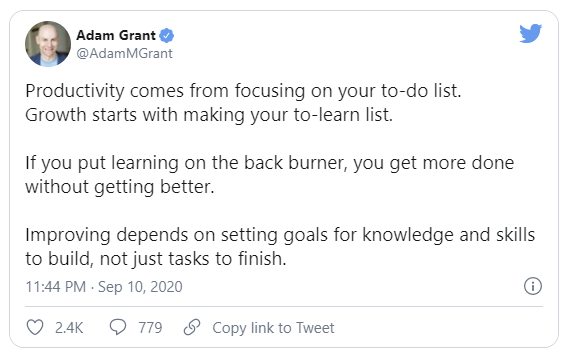 Adam Grant
@AdamMGrant
Productivity comes from focusing on your to-do list.
Growth starts with making your to-learn list.
If you put learning on the back burner, you get more done
without getting better.
Improving depends on setting goals for knowledge and skills
to build, not just tasks to finish.
11:44 PM · Sep 10, 2020
2.4K 779 Copy link to Tweet